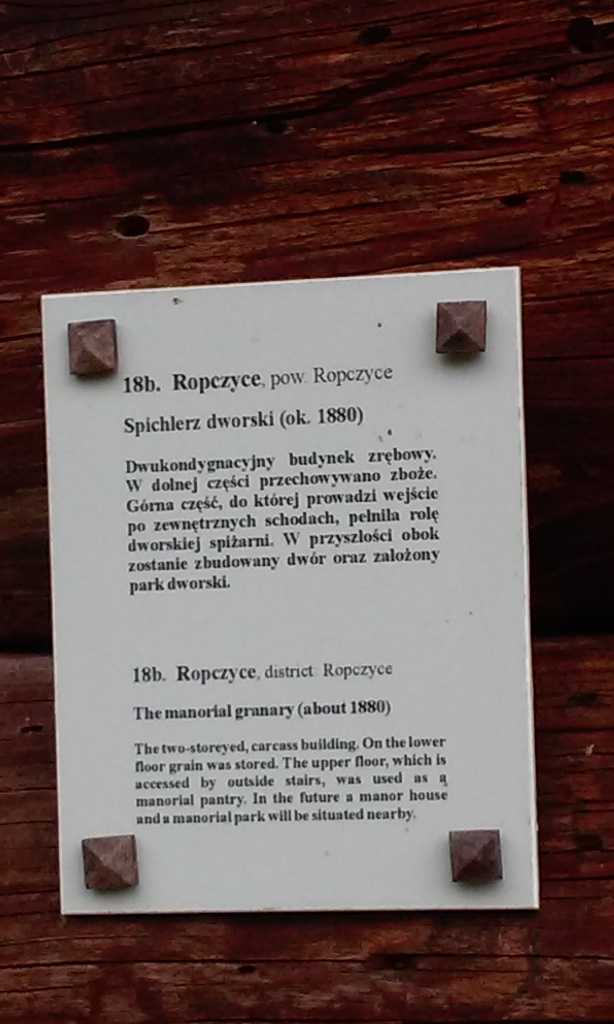 18b. Ropczyce, pow. Ropczyce
Spichlerz dworski (ok. 1880)
Dwukondygnacyjny budynek zrębowy.
W dolnej części przechowywano zboże.
Górna część, do której prowadzi wejście
po zewnętrznych schodach, pełniła rolę
dworskiej spiżarni. W przyszłości obok
zostanie zbudowany dwór oraz założony
park dworski.
18b. Ropczyce, district: Ropczyce
The manorial granary (about 1880)
The two-storeyed, carcass building. On the lower
floor grain was stored. The upper floor, which is
accessed by outside stairs, was used as a
manorial pantry. In the future a manor house
and a manorial park will be situated nearby.